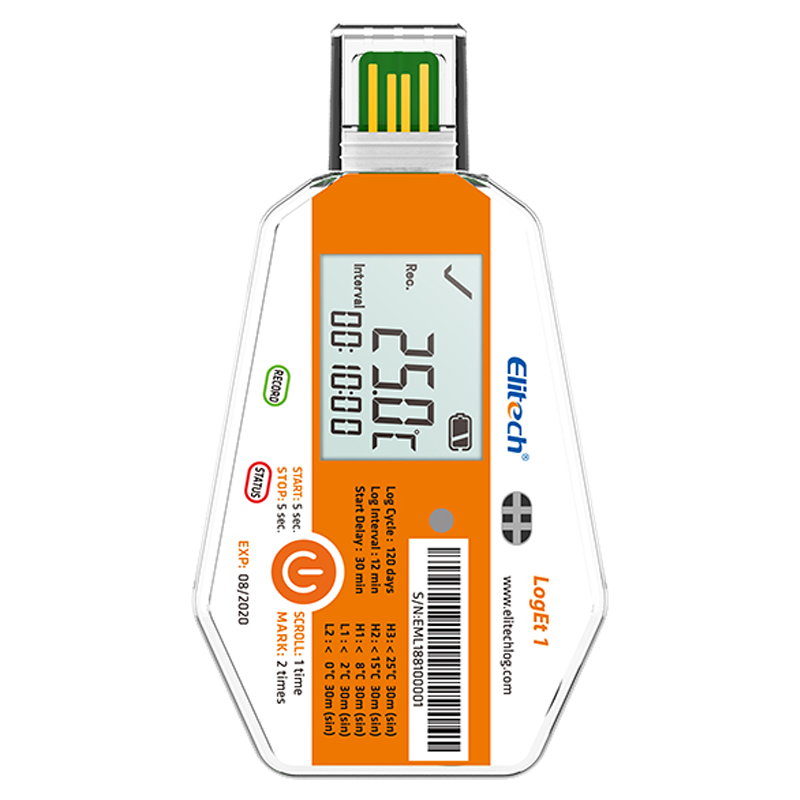 Elitech®
LogEt 1
www.elitechlog.com
Rec.
25.0°C
Interval
00:10:00
S/N:EML188100001
Log Cycle : 120 days
Log Interval : 12 min
Start Delay : 30 min
H3: < 25°C 30m (sin)
H2: < 15°C 30m (sin)
H1: < 8°C 30m (sin)
L1 : < 2°C 30m (sin)
L2 : < 0°C 30m (sin)
RECORD
STATUS
START: 5 sec.
STOP: 5 sec.
SCROLL: 1 time
MARK: 2 times
EXP: 08/2020